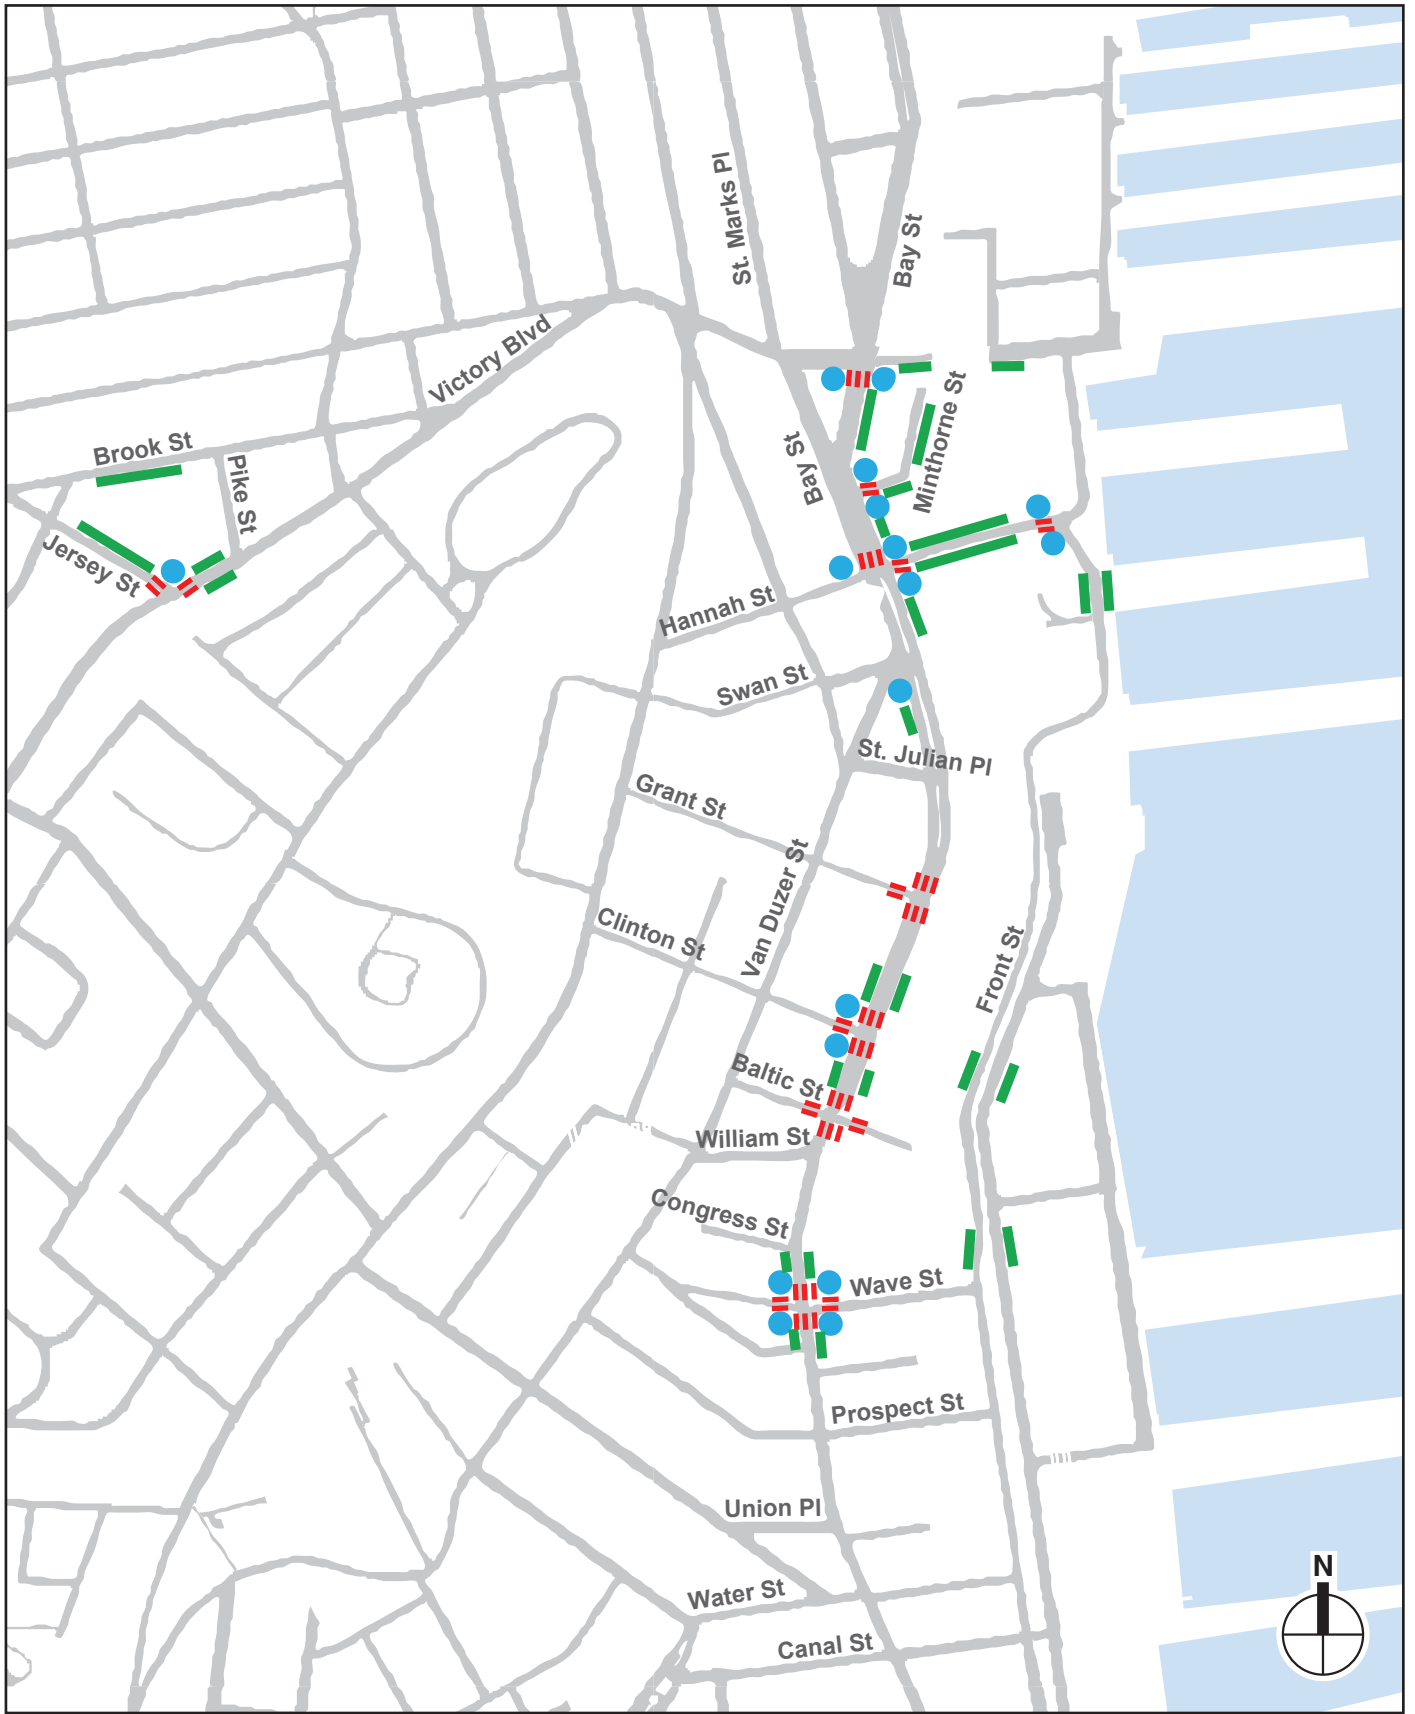 St. Marks Pl
Bay St
Victory Blvd
Minthorne St
Brook St
Bay St
Pike St
Jersey St
Hannah St
Swan St
St. Julian Pl
Grant St
Van Duzer St
Clinton St
Front St
Baltic St
William St
Congress St
Wave St
Prospect St
Union Pl
N
Water St
Canal St